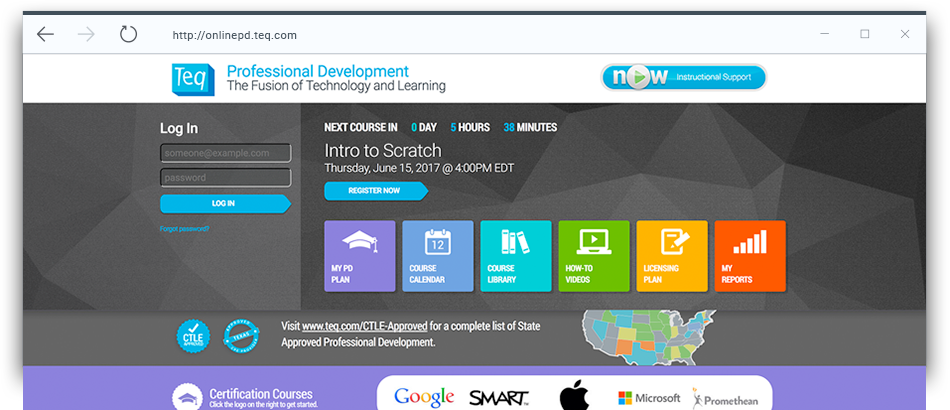 http://onlinepd.teq.com
Teq
Professional Development
The Fusion of Technology and Learning
now
Instructional Support
Log In
someone@example.com
password
LOG IN
Forgot password?
NEXT COURSE IN 0 DAY 5 HOURS 38 MINUTES
Intro to Scratch
Thursday, June 15, 2017 @ 4:00PM EDT
REGISTER NOW
MY PD
PLAN
12
COURSE
CALENDAR
COURSE
LIBRARY
HOW-TO
VIDEOS
LICENSING
PLAN
MY
REPORTS
CTLE
APPROVED
APPROVED
TEXAS
Visit www.teq.com/CTLE-Approved for a complete list of State
Approved Professional Development.
Certification Courses
Click the logo on the right to get started.
Google
SMART
Microsoft
Promethean